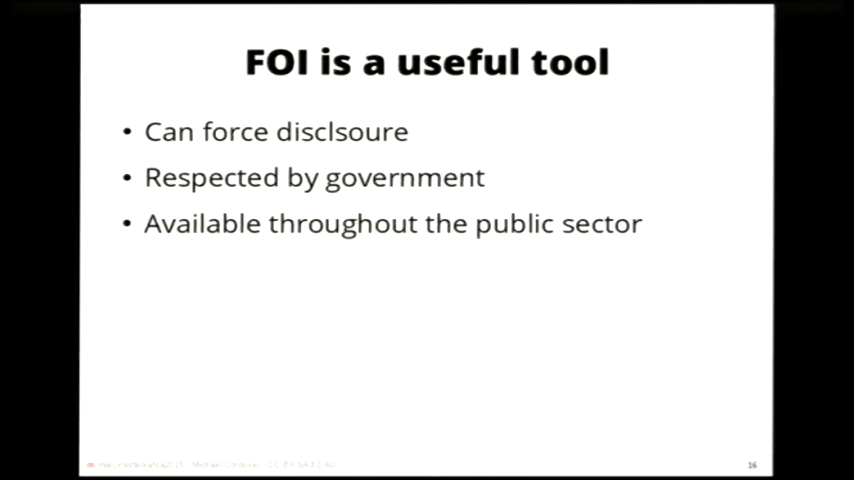 FOI is a useful tool
• Can force disclsoure
• Respected by government
• Available throughout the public sector
16